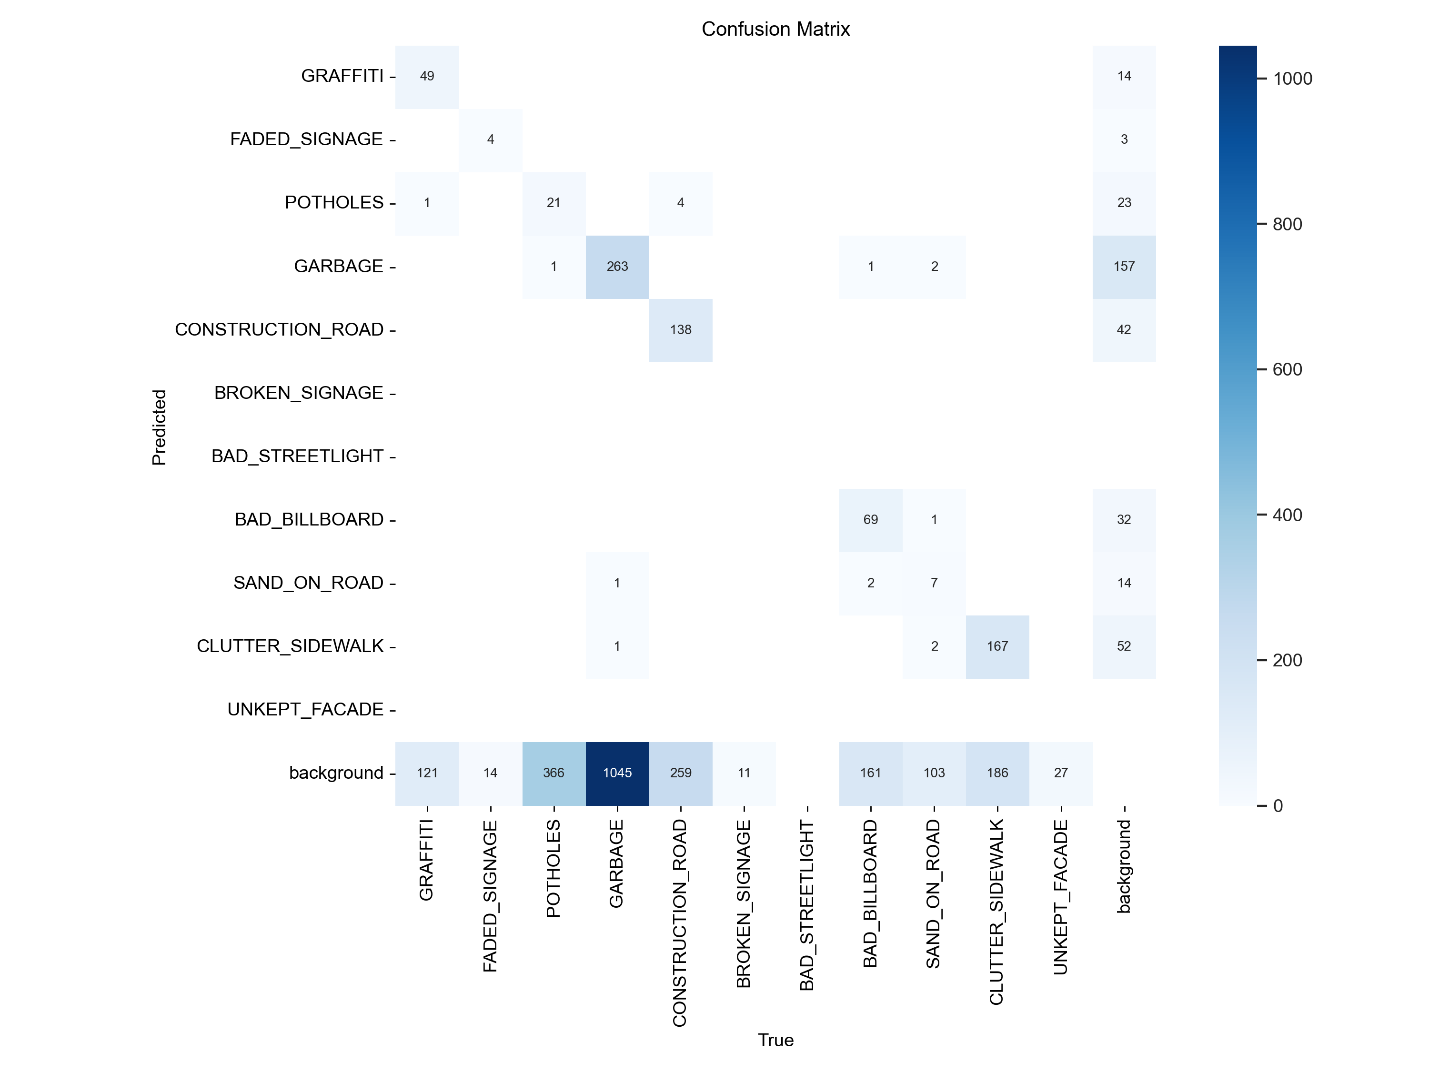 Confusion Matrix
GRAFFITI 49 14
FADED_SIGNAGE 4 3
POTHOLES 1 21 4 23
GARBAGE 1 263 1 2 157
CONSTRUCTION_ROAD 138 42
BROKEN_SIGNAGE
BAD_STREETLIGHT
BAD_BILLBOARD 69 1 32
SAND_ON_ROAD 1 2 7 14
CLUTTER_SIDEWALK 1 2 167 52
UNKEPT_FACADE
background 121 14 366 1045 259 11 161 103 186 27
Predicted
GRAFFITI
FADED_SIGNAGE
POTHOLES
GARBAGE
CONSTRUCTION_ROAD
BROKEN_SIGNAGE
BAD_STREETLIGHT
BAD_BILLBOARD
SAND_ON_ROAD
CLUTTER_SIDEWALK
UNKEPT_FACADE
background
True
1000
800
600
400
200
0